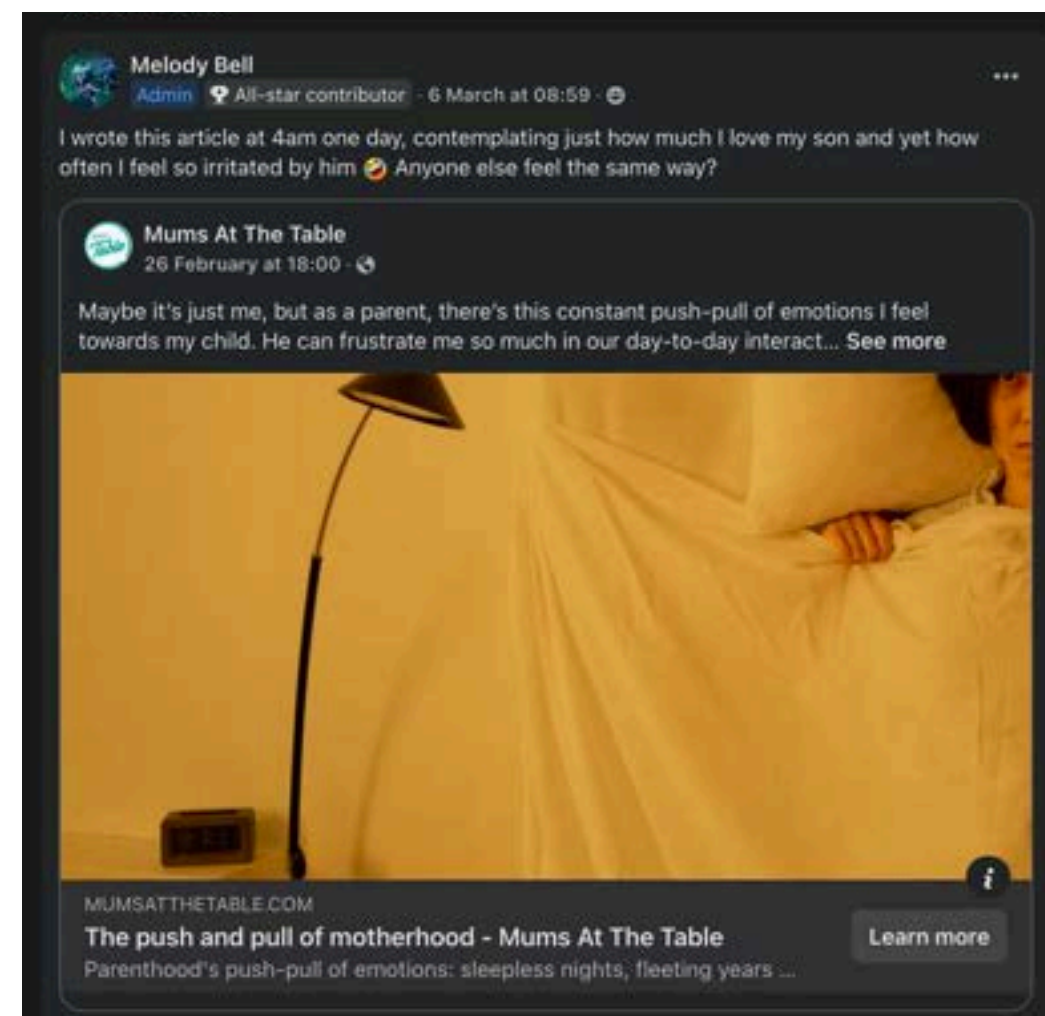 Melody Bell
Admin All-star contributor · 6 March at 08:59 ·
I wrote this article at 4am one day, contemplating just how much I love my son and yet how
often I feel so irritated by him 🤣 Anyone else feel the same way?
Mums At The Table
26 February at 18:00 ·
Maybe it's just me, but as a parent, there's this constant push-pull of emotions I feel
towards my child. He can frustrate me so much in our day-to-day interact... See more
MUMSATTHETABLE.COM
The push and pull of motherhood - Mums At The Table
Learn more
Parenthood's push-pull of emotions: sleepless nights, fleeting years ...